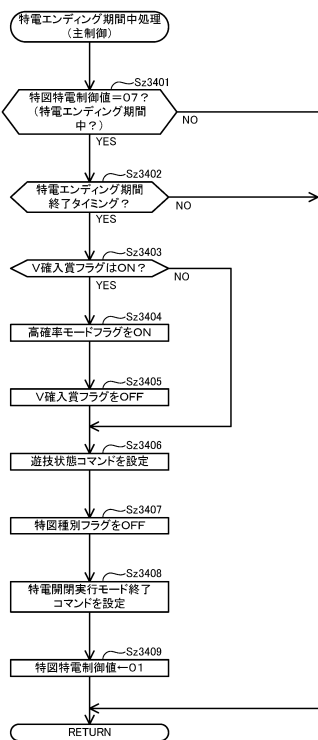 特電エンディング期間中処理
(主制御)
Sz3401
特図特電制御値=07?
(特電エンディング期間
中?)
NO
YES
Sz3402
特電エンディング期間
終了タイミング?
NO
YES
Sz3403
V確入賞フラグはON?
NO
YES
Sz3404
高確率モードフラグをON
Sz3405
V確入賞フラグをOFF
Sz3406
遊技状態コマンドを設定
Sz3407
特図種別フラグをOFF
Sz3408
特電開閉実行モード終了
コマンドを設定
Sz3409
特図特電制御値←01
RETURN